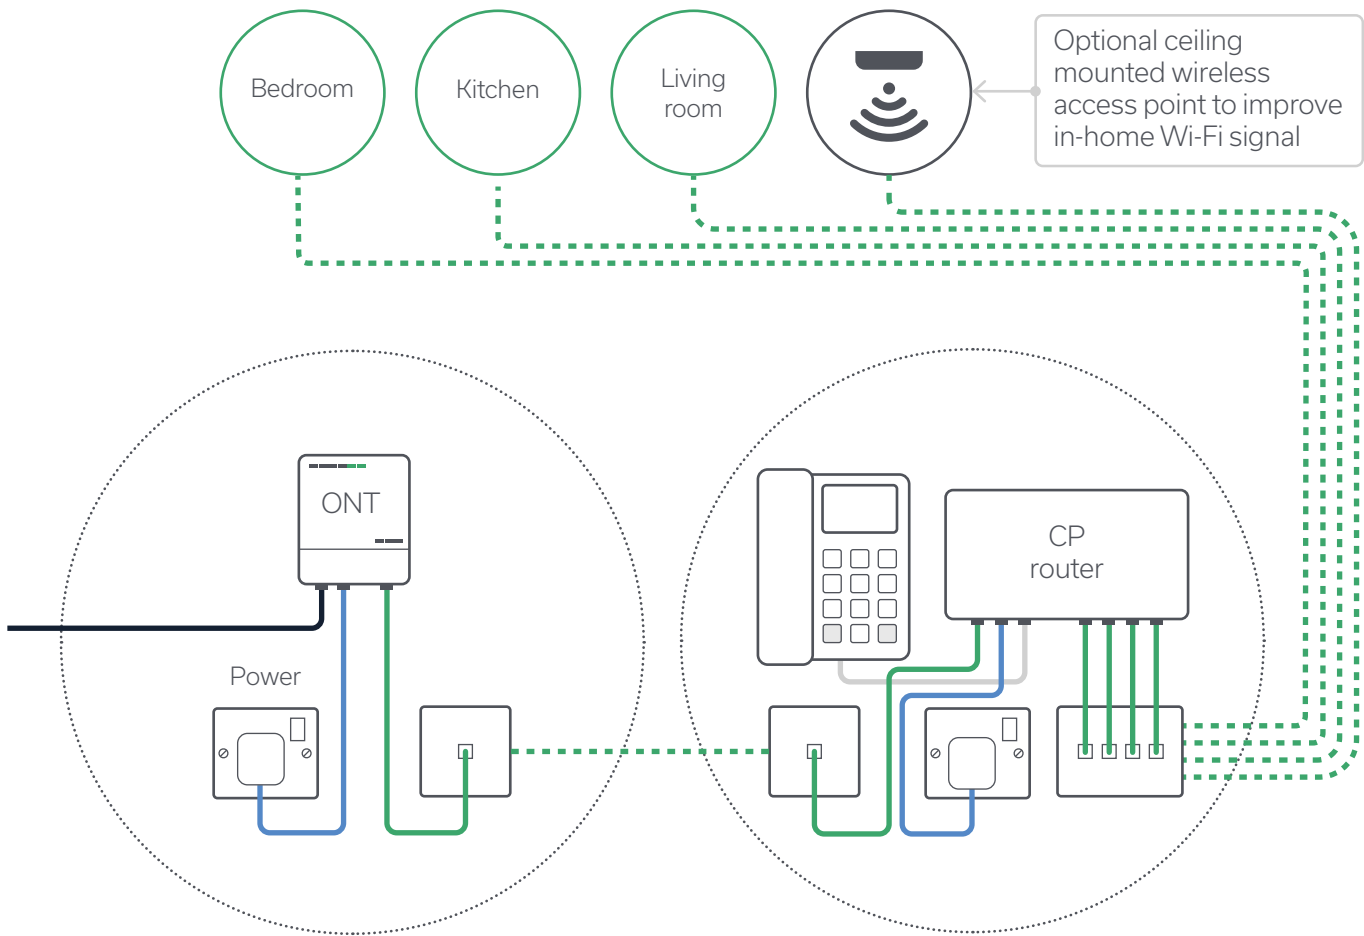 Bedroom
Kitchen
Living
room
Optional ceiling
mounted wireless
access point to improve
in-home Wi-Fi signal
ONT
Power
CP
router